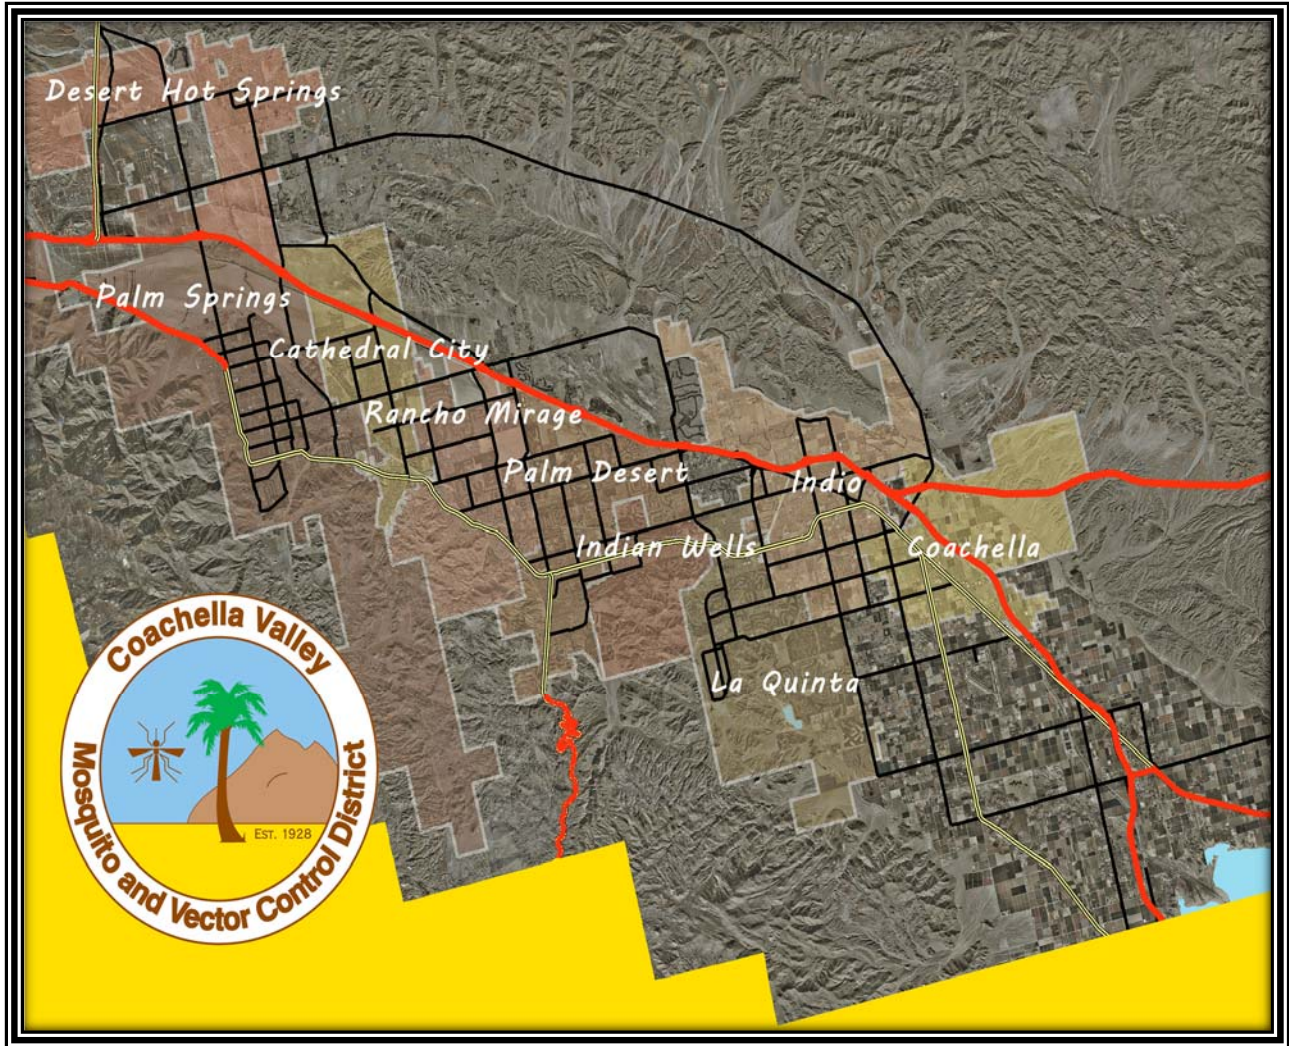 Desert Hot Springs
Palm Springs
Cathedral City
Rancho Mirage
Palm Desert
Indio
Indian Wells
Coachella
La Quinta
Coachella Valley
Mosquito and Vector Control District
EST. 1928